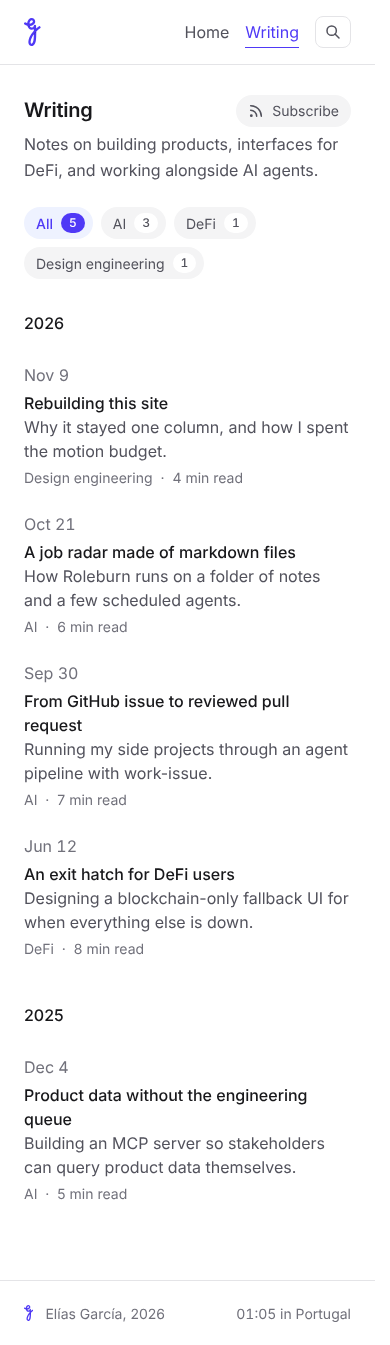 Home Writing
Writing
Subscribe
Notes on building products, interfaces for
DeFi, and working alongside AI agents.
All 5 AI 3 DeFi 1
Design engineering 1
2026
Nov 9
Rebuilding this site
Why it stayed one column, and how I spent
the motion budget.
Design engineering · 4 min read
Oct 21
A job radar made of markdown files
How Roleburn runs on a folder of notes
and a few scheduled agents.
AI · 6 min read
Sep 30
From GitHub issue to reviewed pull
request
Running my side projects through an agent
pipeline with work-issue.
AI · 7 min read
Jun 12
An exit hatch for DeFi users
Designing a blockchain-only fallback UI for
when everything else is down.
DeFi · 8 min read
2025
Dec 4
Product data without the engineering
queue
Building an MCP server so stakeholders
can query product data themselves.
AI · 5 min read
Elías García, 2026
01:05 in Portugal